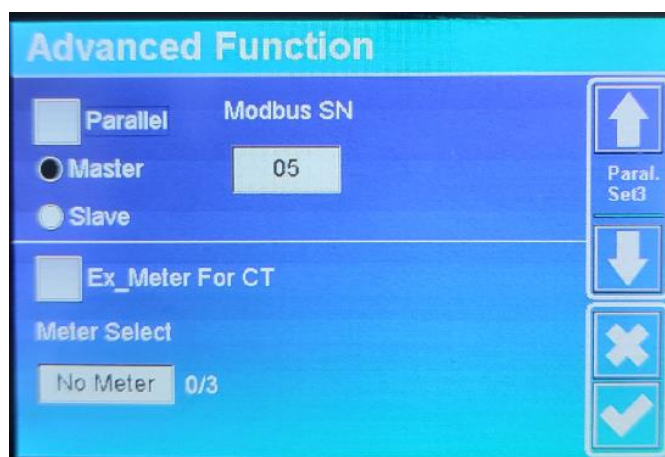 Advanced Function
Parallel
Modbus SN
Master
05
Slave
Paral.
Set3
Ex_Meter For CT
Meter Select
No Meter 0/3